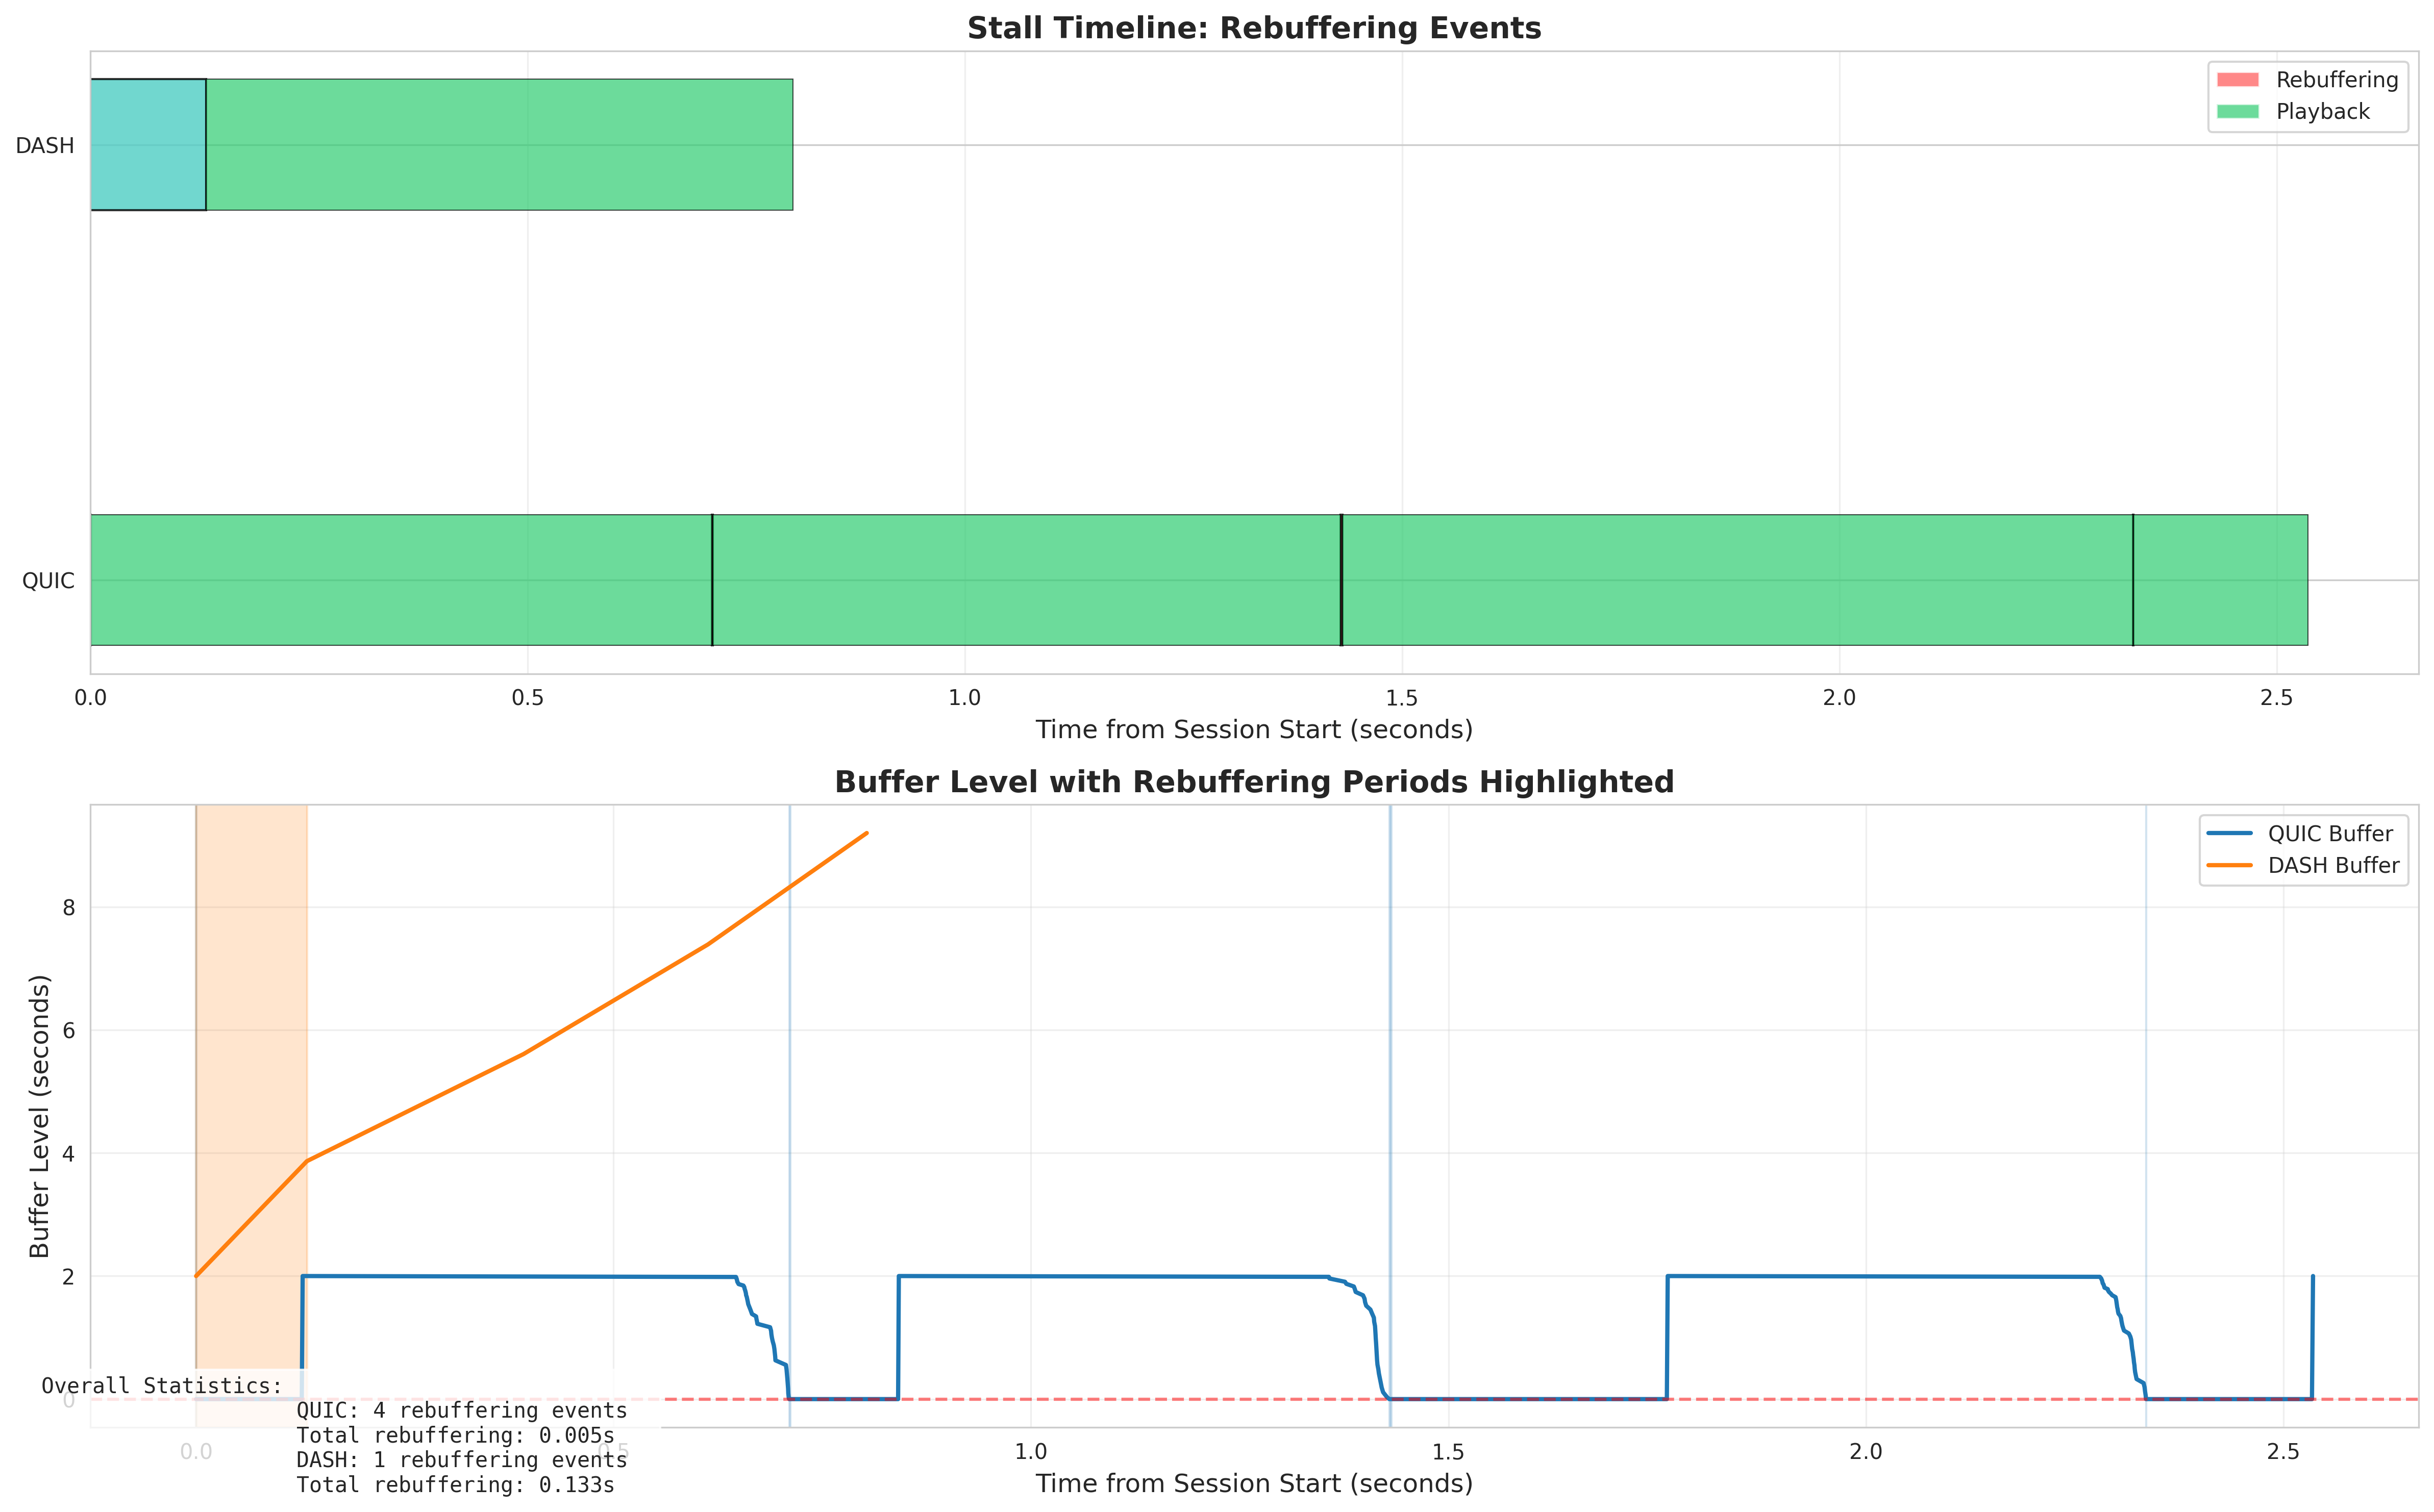 Stall Timeline: Rebuffering Events
Rebuffering
Playback
DASH
QUIC
0.0 0.5 1.0 1.5 2.0 2.5
Time from Session Start (seconds)
Buffer Level with Rebuffering Periods Highlighted
QUIC Buffer
DASH Buffer
Buffer Level (seconds)
8
6
4
2
0
Overall Statistics:
QUIC: 4 rebuffering events
Total rebuffering: 0.005s
DASH: 1 rebuffering events
Total rebuffering: 0.133s
0.0 0.5 1.0 1.5 2.0 2.5
Time from Session Start (seconds)